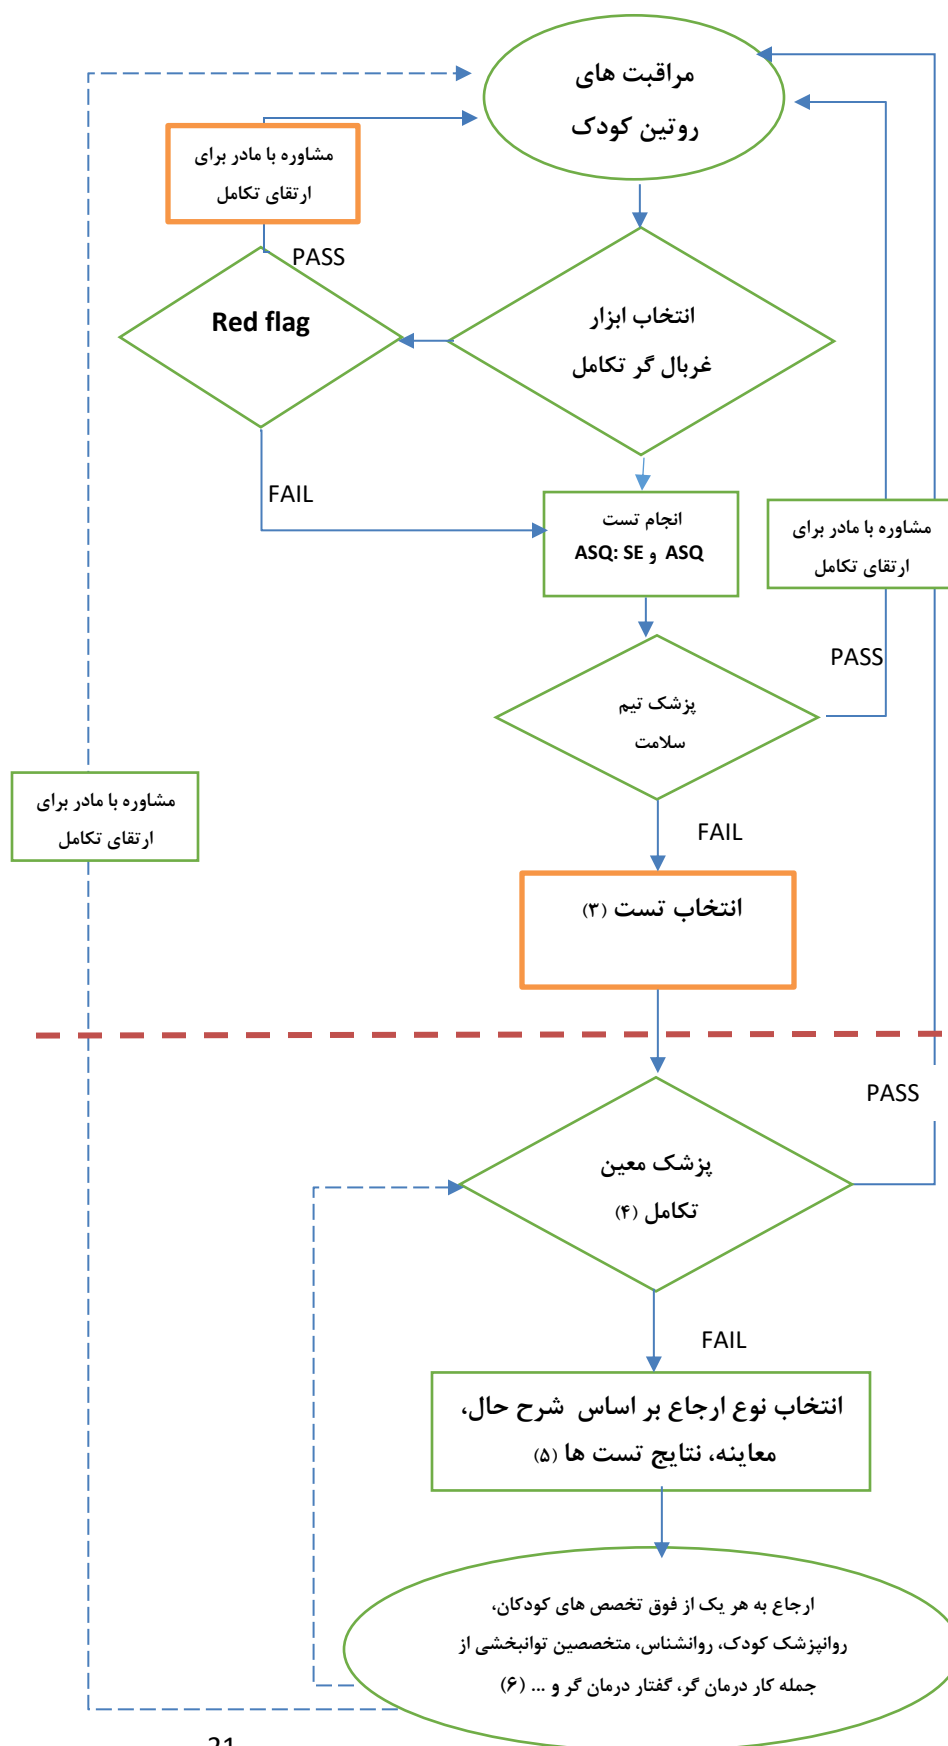 مراقبت های
روتین کودک
مشاوره با مادر برای
ارتقای تکامل
PASS
Red flag
انتخاب ابزار
غربال گر تکامل
FAIL
انجام تست
ASQ و ASQ: SE
مشاوره با مادر برای
ارتقای تکامل
PASS
پزشک تیم
سلامت
مشاوره با مادر برای
ارتقای تکامل
FAIL
انتخاب تست (۳)
PASS
پزشک معین
تکامل (۴)
FAIL
انتخاب نوع ارجاع بر اساس شرح حال،
معاینه، نتایج تست ها (۵)
ارجاع به هر یک از فوق تخصص های کودکان،
روانپزشک کودک، روانشناس، متخصصین توانبخشی از
جمله کار درمان گر، گفتار درمان گر و ... (۶)
21